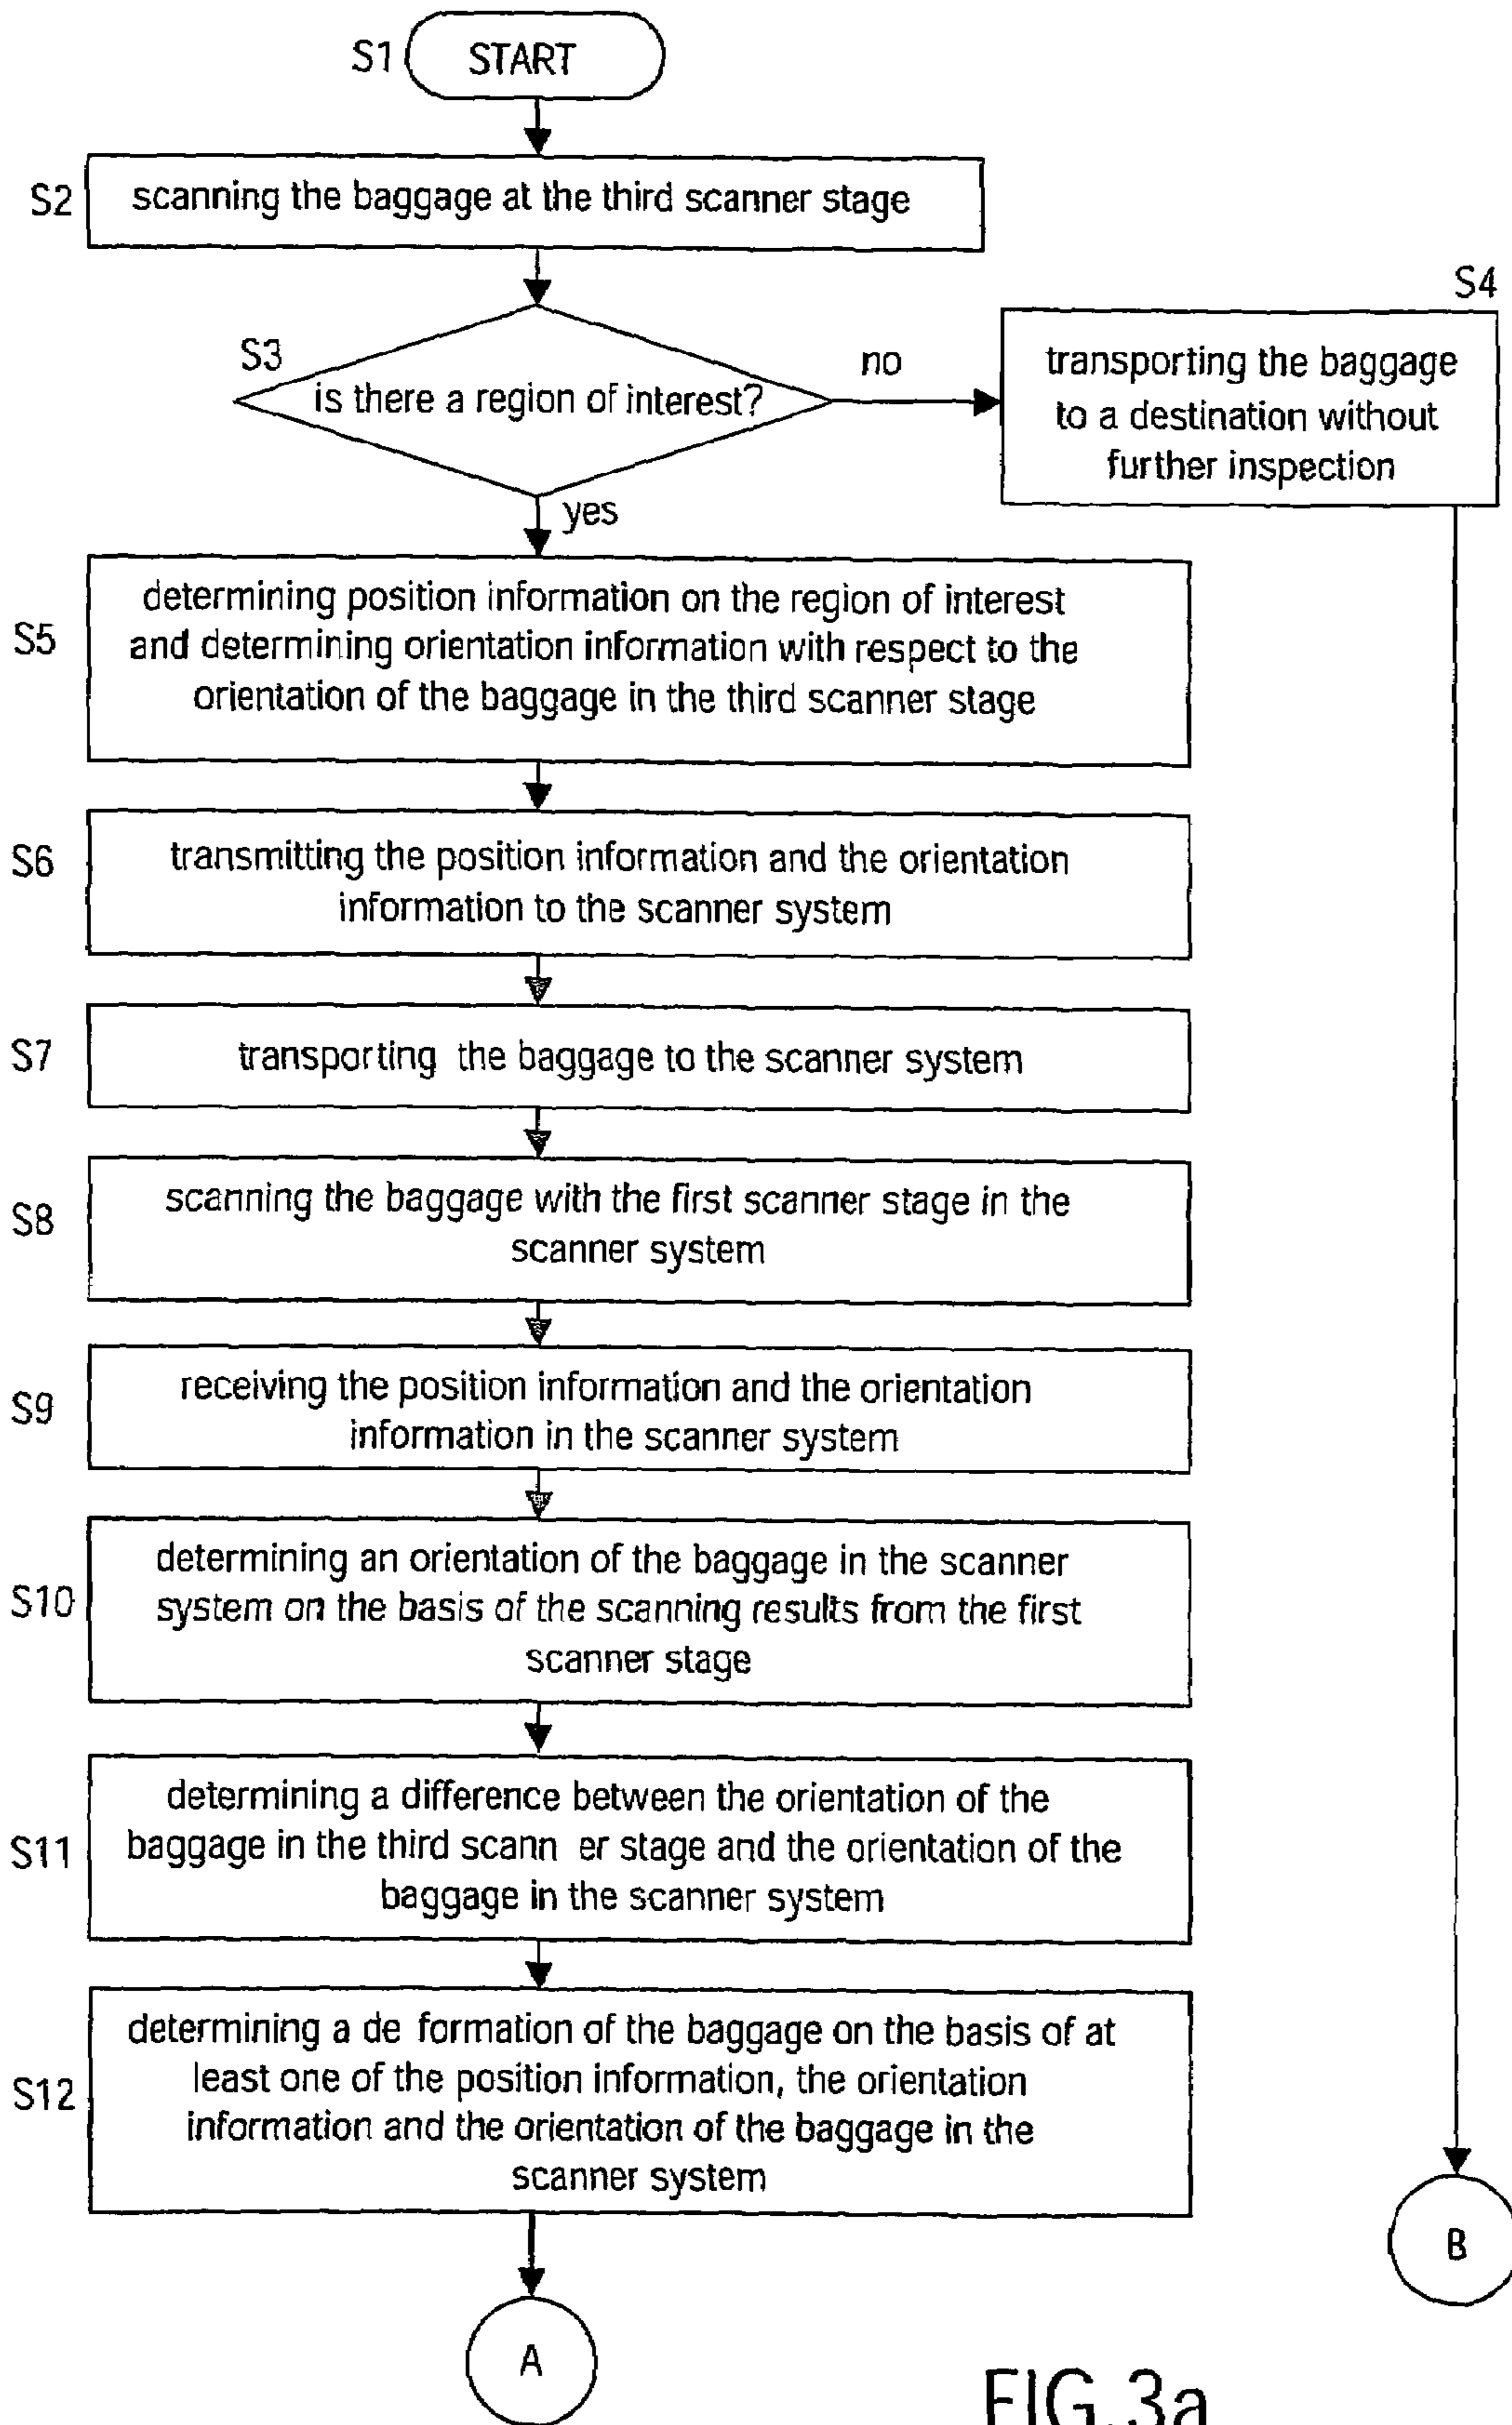 S1 START
S2 scanning the baggage at the third scanner stage
S3
is there a region of interest?
no
S4
transporting the baggage
to a destination without
further inspection
yes
S5
determining position information on the region of interest
and determining orientation information with respect to the
orientation of the baggage in the third scanner stage
S6
transmitting the position information and the orientation
information to the scanner system
S7
transporting the baggage to the scanner system
S8
scanning the baggage with the first scanner stage in the
scanner system
S9
receiving the position information and the orientation
information in the scanner system
S10
determining an orientation of the baggage in the scanner
system on the basis of the scanning results from the first
scanner stage
S11
determining a difference between the orientation of the
baggage in the third scann er stage and the orientation of the
baggage in the scanner system
S12
determining a de formation of the baggage on the basis of at
least one of the position information, the orientation
information and the orientation of the baggage in the
scanner system
B
A
FIG.3a